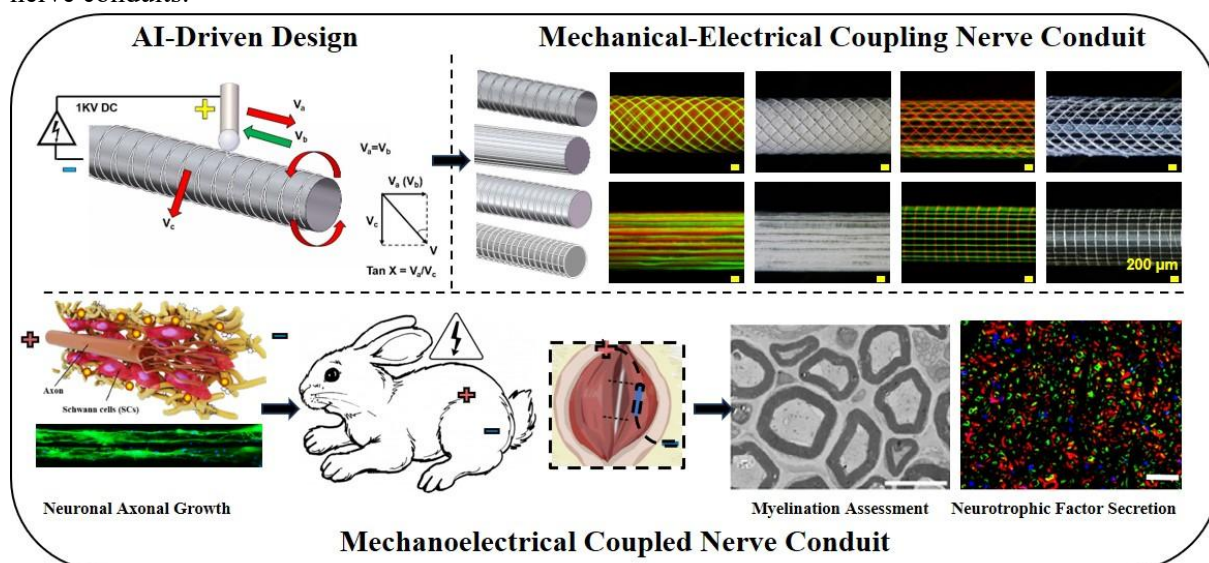 nerve conduits.
AI-Driven Design
Mechanical-Electrical Coupling Nerve Conduit
1KV DC
+
Va
Vb
Va=Vb
Vc
Va (Vb)
Vc
V
Tan X = Va/Vc
200 μm
+
Axon
Schwann cells (SCs)
Neuronal Axonal Growth
Myelination Assessment
Neurotrophic Factor Secretion
Mechanoelectrical Coupled Nerve Conduit